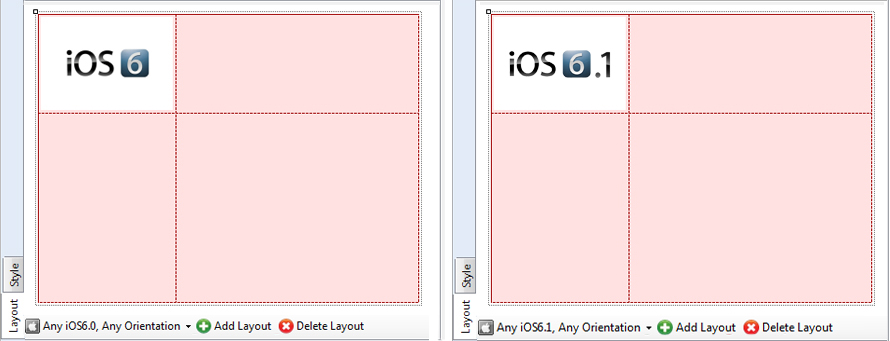 iOS 6
Style
Layout
Any iOS6.0, Any Orientation Add Layout Delete Layout
iOS 6.1
Style
Layout
Any iOS6.1, Any Orientation Add Layout Delete Layout